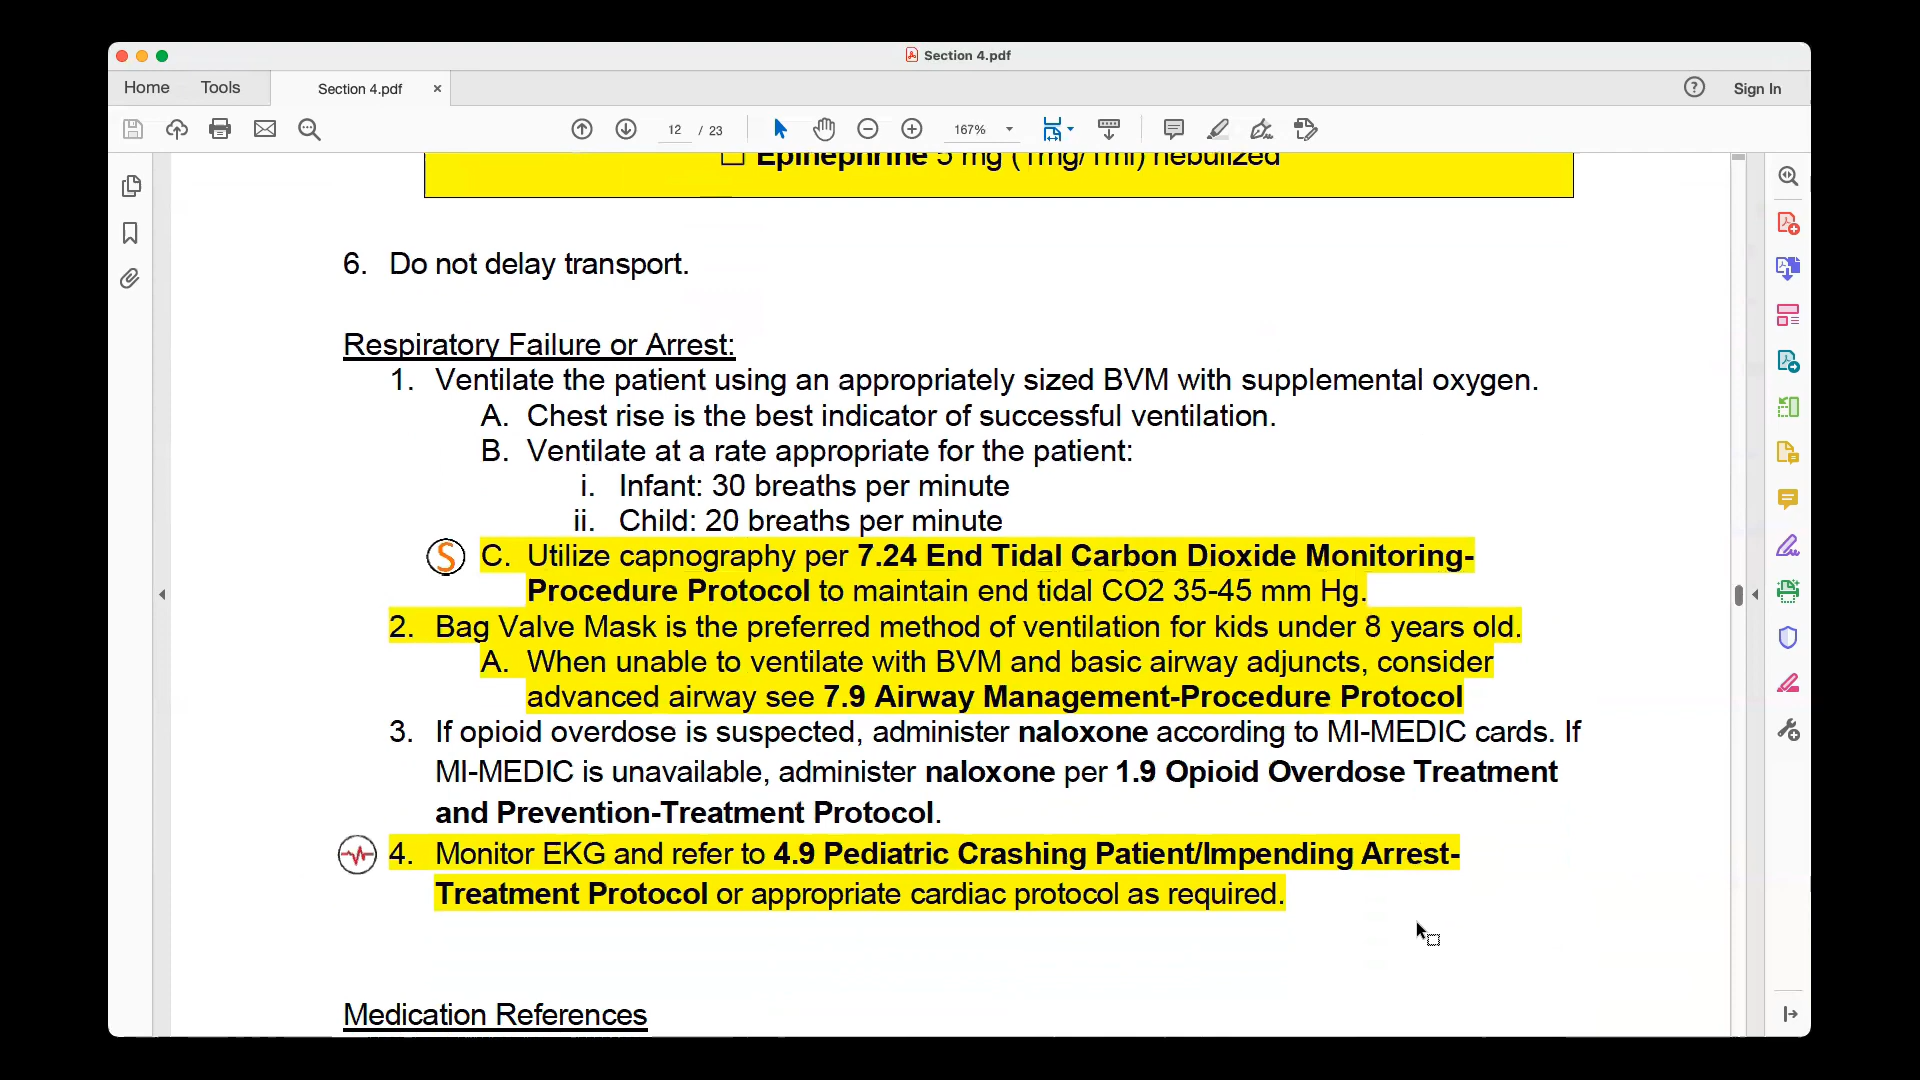 Section 4.pdf
Home Tools Section 4.pdf × ? Sign In
12 / 23 167%
☐ Epinephrine 5 mg (1mg/1ml) nebulized
6. Do not delay transport.
Respiratory Failure or Arrest:
1. Ventilate the patient using an appropriately sized BVM with supplemental oxygen.
A. Chest rise is the best indicator of successful ventilation.
B. Ventilate at a rate appropriate for the patient:
i. Infant: 30 breaths per minute
ii. Child: 20 breaths per minute
S C. Utilize capnography per 7.24 End Tidal Carbon Dioxide Monitoring-
Procedure Protocol to maintain end tidal CO2 35-45 mm Hg.
2. Bag Valve Mask is the preferred method of ventilation for kids under 8 years old.
A. When unable to ventilate with BVM and basic airway adjuncts, consider
advanced airway see 7.9 Airway Management-Procedure Protocol
3. If opioid overdose is suspected, administer naloxone according to MI-MEDIC cards. If
MI-MEDIC is unavailable, administer naloxone per 1.9 Opioid Overdose Treatment
and Prevention-Treatment Protocol.
4. Monitor EKG and refer to 4.9 Pediatric Crashing Patient/Impending Arrest-
Treatment Protocol or appropriate cardiac protocol as required.
Medication References